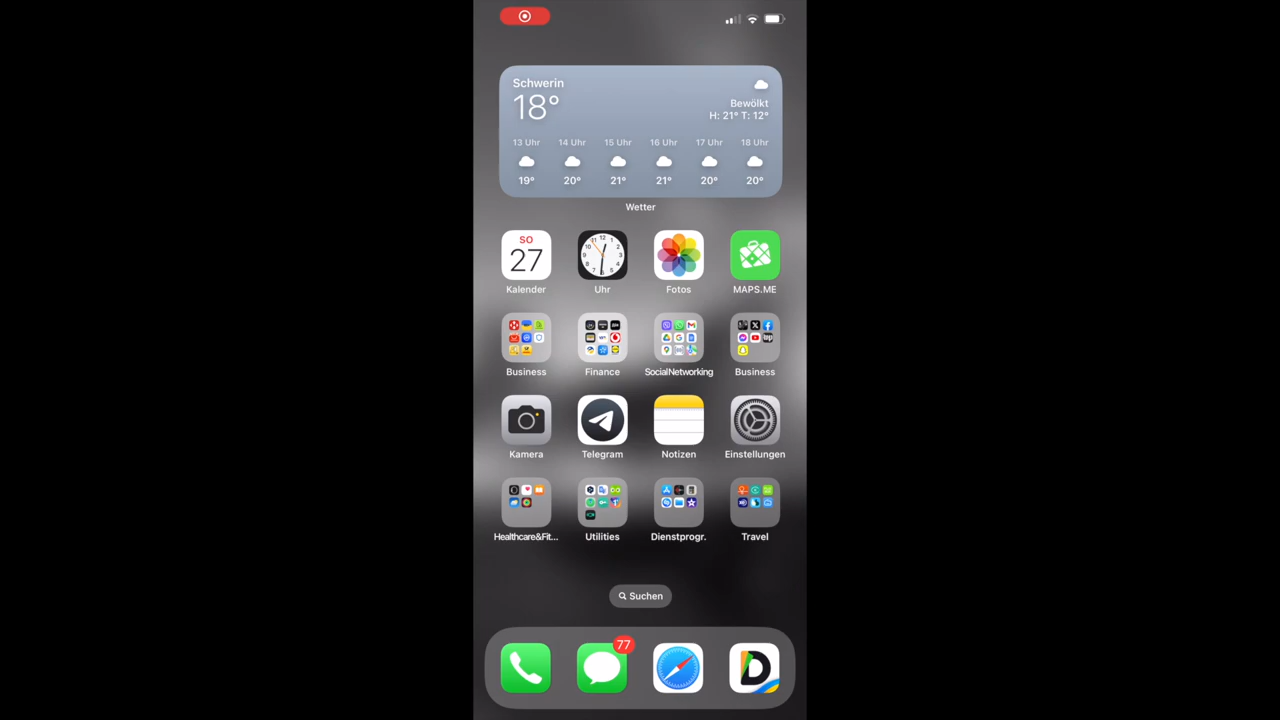 Schwerin
18°
Bewölkt
H: 21° T: 12°
13 Uhr 14 Uhr 15 Uhr 16 Uhr 17 Uhr 18 Uhr
19° 20° 21° 21° 20° 20°
Wetter
SO
27
Kalender Uhr Fotos MAPS.ME
Business Finance SocialNetworking Business
Kamera Telegram Notizen Einstellungen
Healthcare&Fit... Utilities Dienstprogr. Travel
Suchen
77
D